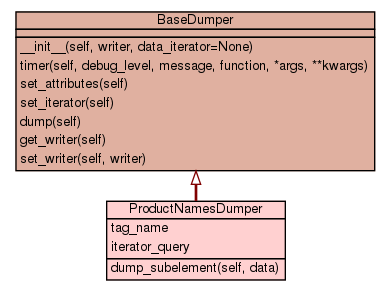 BaseDumper
__init__(self, writer, data_iterator=None)
timer(self, debug_level, message, function, *args, **kwargs)
set_attributes(self)
set_iterator(self)
dump(self)
get_writer(self)
set_writer(self, writer)
ProductNamesDumper
tag_name
iterator_query
dump_subelement(self, data)